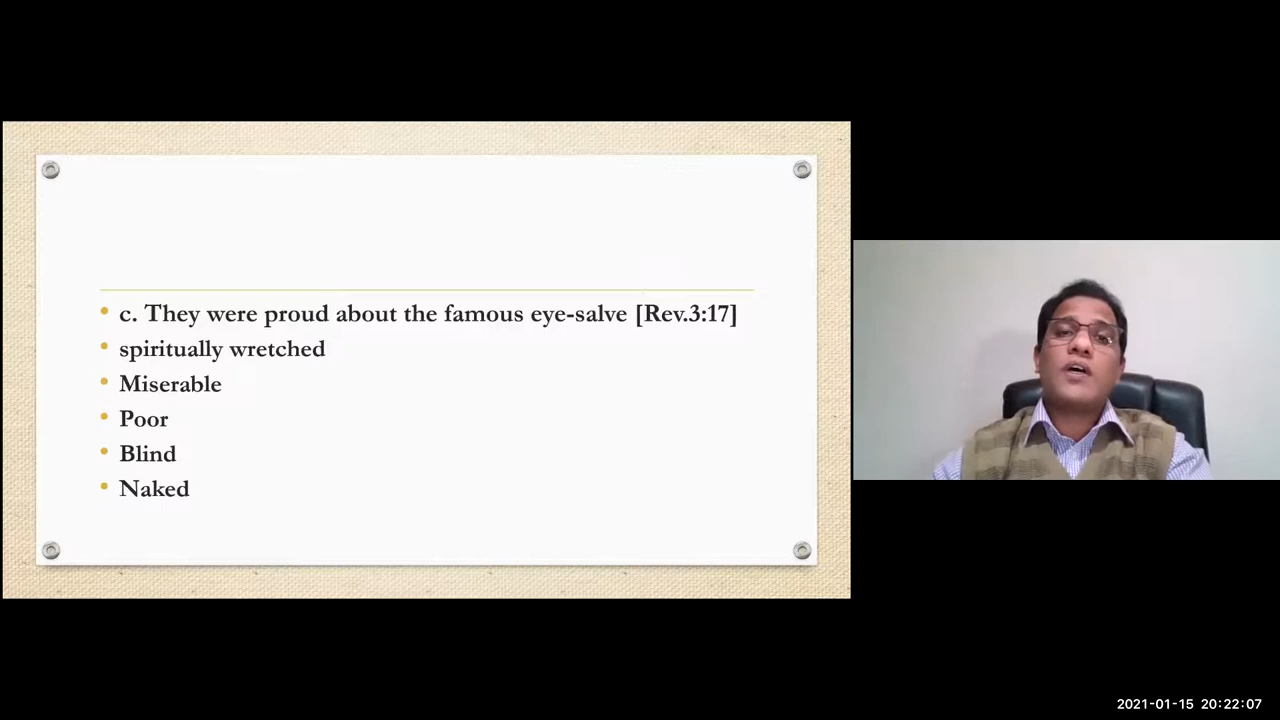 • c. They were proud about the famous eye-salve [Rev.3:17]
• spiritually wretched
• Miserable
• Poor
• Blind
• Naked
2021-01-15 20:22:07